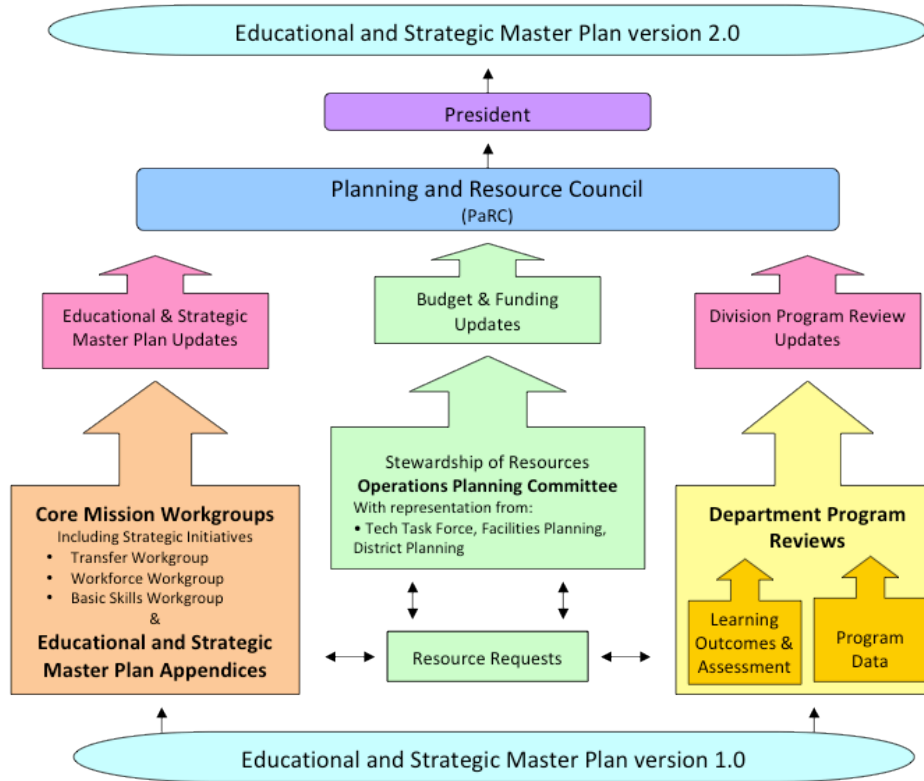 Educational and Strategic Master Plan version 2.0
President
Planning and Resource Council
(PaRC)
Educational & Strategic
Master Plan Updates
Budget & Funding
Updates
Division Program Review
Updates
Core Mission Workgroups
Including Strategic Initiatives
• Transfer Workgroup
• Workforce Workgroup
• Basic Skills Workgroup
&
Educational and Strategic
Master Plan Appendices
Stewardship of Resources
Operations Planning Committee
With representation from:
• Tech Task Force, Facilities Planning,
District Planning
Resource Requests
Department Program
Reviews
Learning
Outcomes &
Assessment
Program
Data
Educational and Strategic Master Plan version 1.0